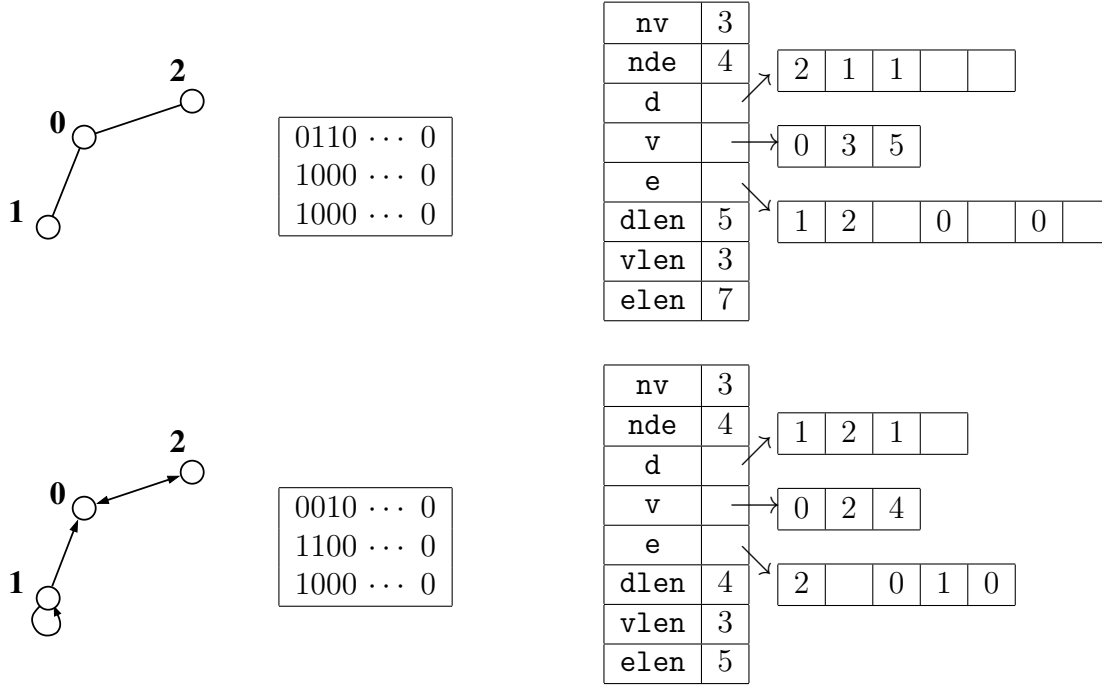 2
0
1
0110 ··· 0
1000 ··· 0
1000 ··· 0
nv 3
nde 4
d
v
e
dlen 5
vlen 3
elen 7
2 1 1
0 3 5
1 2 0 0
2
0
1
0010 ··· 0
1100 ··· 0
1000 ··· 0
nv 3
nde 4
d
v
e
dlen 4
vlen 3
elen 5
1 2 1
0 2 4
2 0 1 0